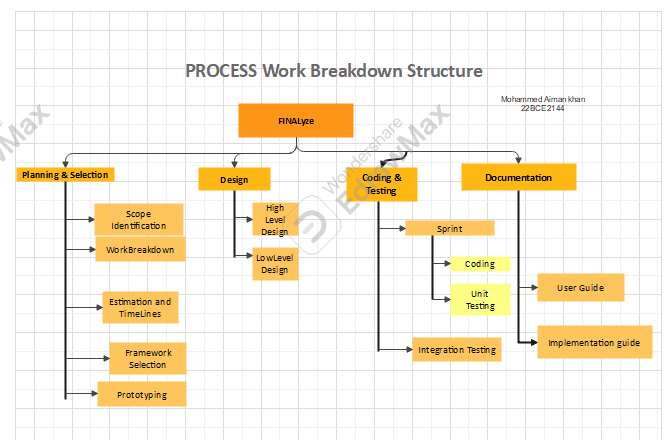 PROCESS Work Breakdown Structure
Mohammed Aiman khan
22BCE2144
FINALyze
Planning & Selection
Design
Coding &
Testing
Documentation
Scope
Identification
WorkBreakdown
Estimation and
TimeLines
Framework
Selection
Prototyping
High
Level
Design
LowLevel
Design
Sprint
Coding
Unit
Testing
Integration Testing
User Guide
Implementation guide
Wondershare
EdrawMax